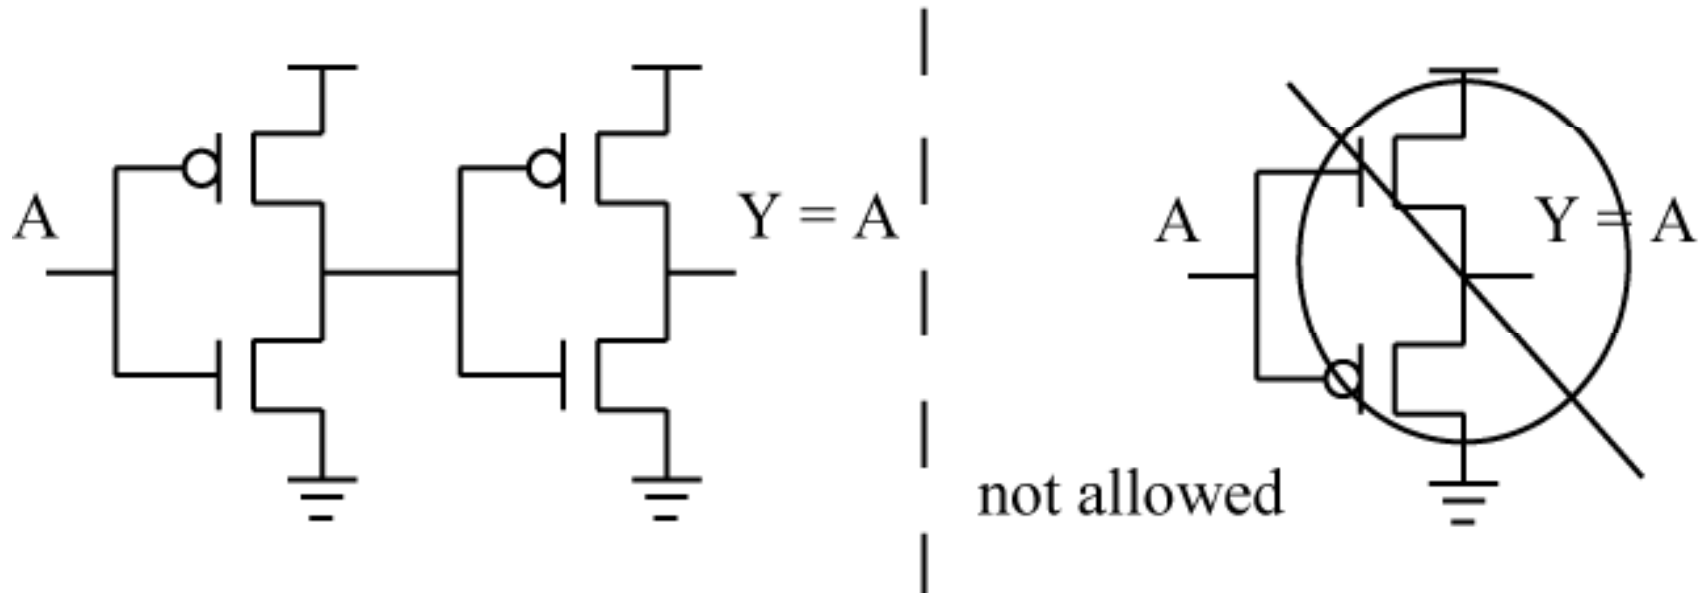 A
Y = A
A
Y = A
not allowed